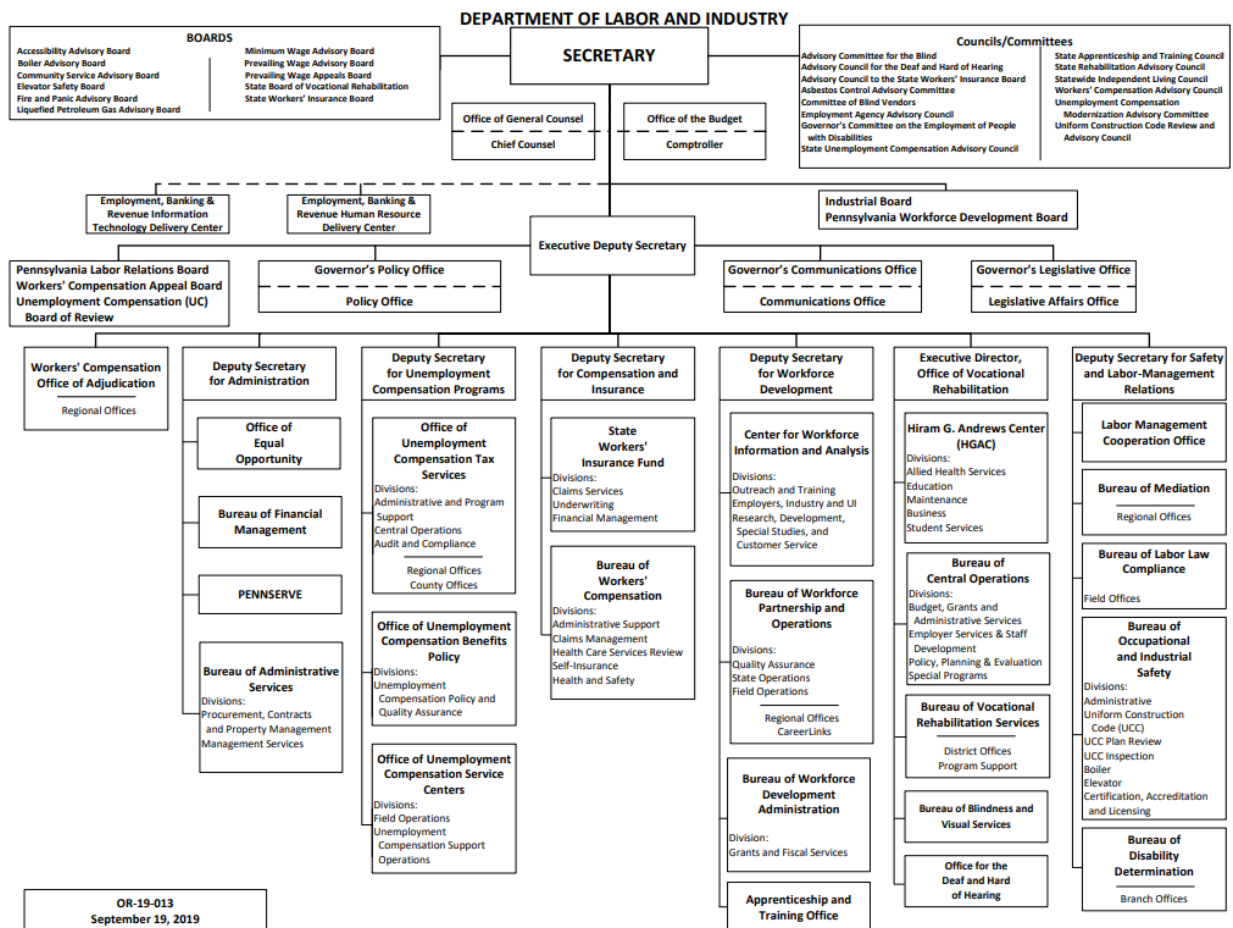 DEPARTMENT OF LABOR AND INDUSTRY
BOARDS
Accessibility Advisory Board
Boiler Advisory Board
Community Service Advisory Board
Elevator Safety Board
Fire and Panic Advisory Board
Liquefied Petroleum Gas Advisory Board
Minimum Wage Advisory Board
Prevailing Wage Advisory Board
Prevailing Wage Appeals Board
State Board of Vocational Rehabilitation
State Workers' Insurance Board
SECRETARY
Councils/Committees
Advisory Committee for the Blind
Advisory Council for the Deaf and Hard of Hearing
Advisory Council to the State Workers' Insurance Board
Asbestos Control Advisory Committee
Committee of Blind Vendors
Employment Agency Advisory Council
Governor's Committee on the Employment of People
with Disabilities
State Unemployment Compensation Advisory Council
State Apprenticeship and Training Council
State Rehabilitation Advisory Council
Statewide Independent Living Council
Workers' Compensation Advisory Council
Unemployment Compensation
Modernization Advisory Committee
Uniform Construction Code Review and
Advisory Council
Office of General Counsel
Chief Counsel
Office of the Budget
Comptroller
Employment, Banking &
Revenue Information
Technology Delivery Center
Employment, Banking &
Revenue Human Resource
Delivery Center
Industrial Board
Pennsylvania Workforce Development Board
Executive Deputy Secretary
Pennsylvania Labor Relations Board
Workers' Compensation Appeal Board
Unemployment Compensation (UC)
Board of Review
Governor's Policy Office
Policy Office
Governor's Communications Office
Communications Office
Governor's Legislative Office
Legislative Affairs Office
Workers' Compensation
Office of Adjudication
Regional Offices
Deputy Secretary
for Administration
Office of
Equal
Opportunity
Bureau of Financial
Management
PENNSERVE
Bureau of Administrative
Services
Divisions:
Procurement, Contracts
and Property Management
Management Services
Deputy Secretary
for Unemployment
Compensation Programs
Office of
Unemployment
Compensation Tax
Services
Divisions:
Administrative and Program
Support
Central Operations
Audit and Compliance
Regional Offices
County Offices
Office of Unemployment
Compensation Benefits
Policy
Divisions:
Unemployment
Compensation Policy and
Quality Assurance
Office of Unemployment
Compensation Service
Centers
Divisions:
Field Operations
Unemployment
Compensation Support
Operations
Deputy Secretary
for Compensation and
Insurance
State
Workers'
Insurance Fund
Divisions:
Claims Services
Underwriting
Financial Management
Bureau of
Workers'
Compensation
Divisions:
Administrative Support
Claims Management
Health Care Services Review
Self-Insurance
Health and Safety
Deputy Secretary
for Workforce
Development
Center for Workforce
Information and Analysis
Divisions:
Outreach and Training
Employers, Industry and UI
Research, Development,
Special Studies, and
Customer Service
Bureau of Workforce
Partnership and
Operations
Divisions:
Quality Assurance
State Operations
Field Operations
Regional Offices
CareerLinks
Bureau of Workforce
Development
Administration
Division:
Grants and Fiscal Services
Apprenticeship and
Training Office
Executive Director,
Office of Vocational
Rehabilitation
Hiram G. Andrews Center
(HGAC)
Divisions:
Allied Health Services
Education
Maintenance
Business
Student Services
Bureau of
Central Operations
Divisions:
Budget, Grants and
Administrative Services
Employer Services & Staff
Development
Policy, Planning & Evaluation
Special Programs
Bureau of Vocational
Rehabilitation Services
District Offices
Program Support
Bureau of Blindness and
Visual Services
Office for the
Deaf and Hard
of Hearing
Deputy Secretary for Safety
and Labor-Management
Relations
Labor Management
Cooperation Office
Bureau of Mediation
Regional Offices
Bureau of Labor Law
Compliance
Field Offices
Bureau of
Occupational
and Industrial
Safety
Divisions:
Administrative
Uniform Construction
Code (UCC)
UCC Plan Review
UCC Inspection
Boiler
Elevator
Certification, Accreditation
and Licensing
Bureau of
Disability
Determination
Branch Offices
OR-19-013
September 19, 2019